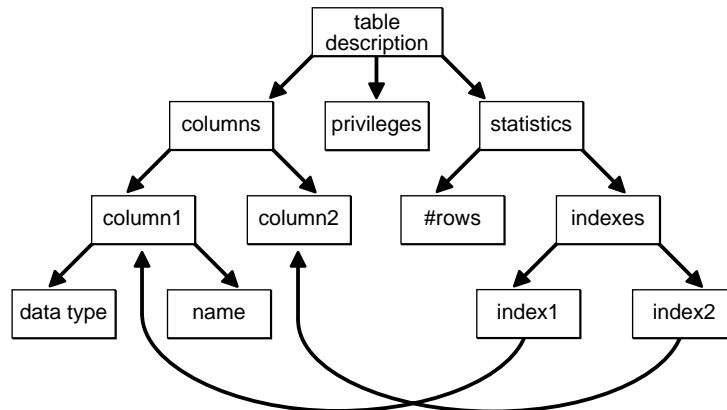 table
description
columns
privileges
statistics
column1
column2
#rows
indexes
data type
name
index1
index2